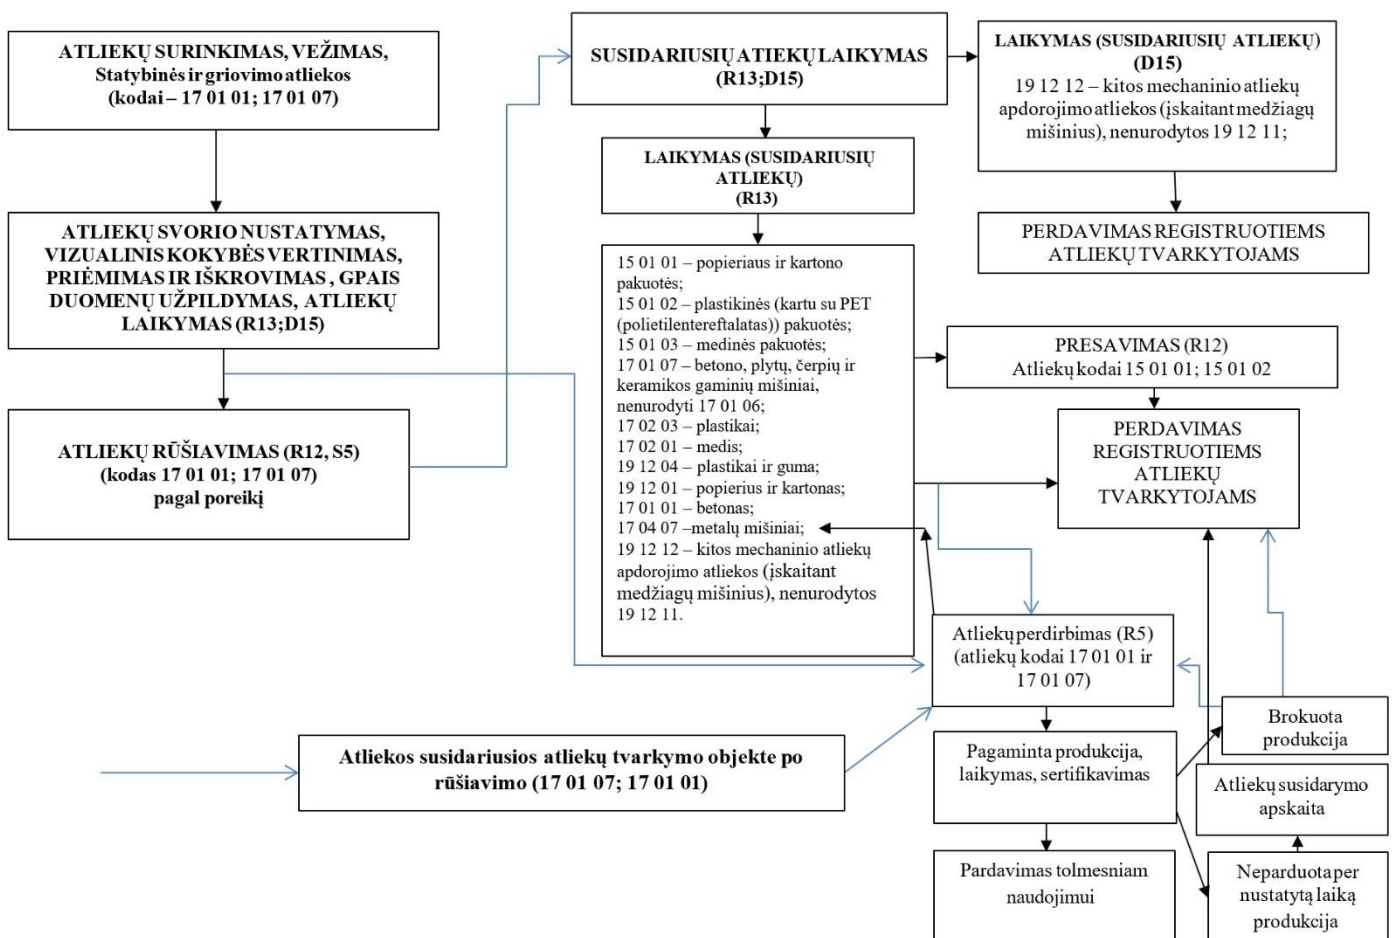 ATLIEKŲ SURINKIMAS, VEŽIMAS,
Statybinės ir griovimo atliekos
(kodai – 17 01 01; 17 01 07)
ATLIEKŲ SVORIO NUSTATYMAS,
VIZUALINIS KOKYBĖS VERTINIMAS,
PRIĖMIMAS IR IŠKROVIMAS , GPAIS
DUOMENŲ UŽPILDYMAS, ATLIEKŲ
LAIKYMAS (R13;D15)
ATLIEKŲ RŪŠIAVIMAS (R12, S5)
(kodas 17 01 01; 17 01 07)
pagal poreikį
SUSIDARIUSIŲ ATIEKŲ LAIKYMAS
(R13;D15)
LAIKYMAS (SUSIDARIUSIŲ ATLIEKŲ)
(D15)
19 12 12 – kitos mechaninio atliekų
apdorojimo atliekos (įskaitant medžiagų
mišinius), nenurodytos 19 12 11;
PERDAVIMAS REGISTRUOTIEMS
ATLIEKŲ TVARKYTOJAMS
LAIKYMAS (SUSIDARIUSIŲ
ATLIEKŲ)
(R13)
15 01 01 – popieriaus ir kartono
pakuotės;
15 01 02 – plastikinės (kartu su PET
(polietilentereftalatas)) pakuotės;
15 01 03 – medinės pakuotės;
17 01 07 – betono, plytų, čerpių ir
keramikos gaminių mišiniai,
nenurodyti 17 01 06;
17 02 03 – plastikai;
17 02 01 – medis;
19 12 04 – plastikai ir guma;
19 12 01 – popierius ir kartonas;
17 01 01 – betonas;
17 04 07 –metalų mišiniai;
19 12 12 – kitos mechaninio atliekų
apdorojimo atliekos (įskaitant
medžiagų mišinius), nenurodytos
19 12 11.
PRESAVIMAS (R12)
Atliekų kodai 15 01 01; 15 01 02
PERDAVIMAS
REGISTRUOTIEMS
ATLIEKŲ
TVARKYTOJAMS
Atliekų perdirbimas (R5)
(atliekų kodai 17 01 01 ir
17 01 07)
Atliekos susidariusios atliekų tvarkymo objekte po
rūšiavimo (17 01 07; 17 01 01)
Pagaminta produkcija,
laikymas, sertifikavimas
Brokuota
produkcija
Atliekų susidarymo
apskaita
Pardavimas tolmesniam
naudojimui
Neparduota per
nustatytą laiką
produkcija